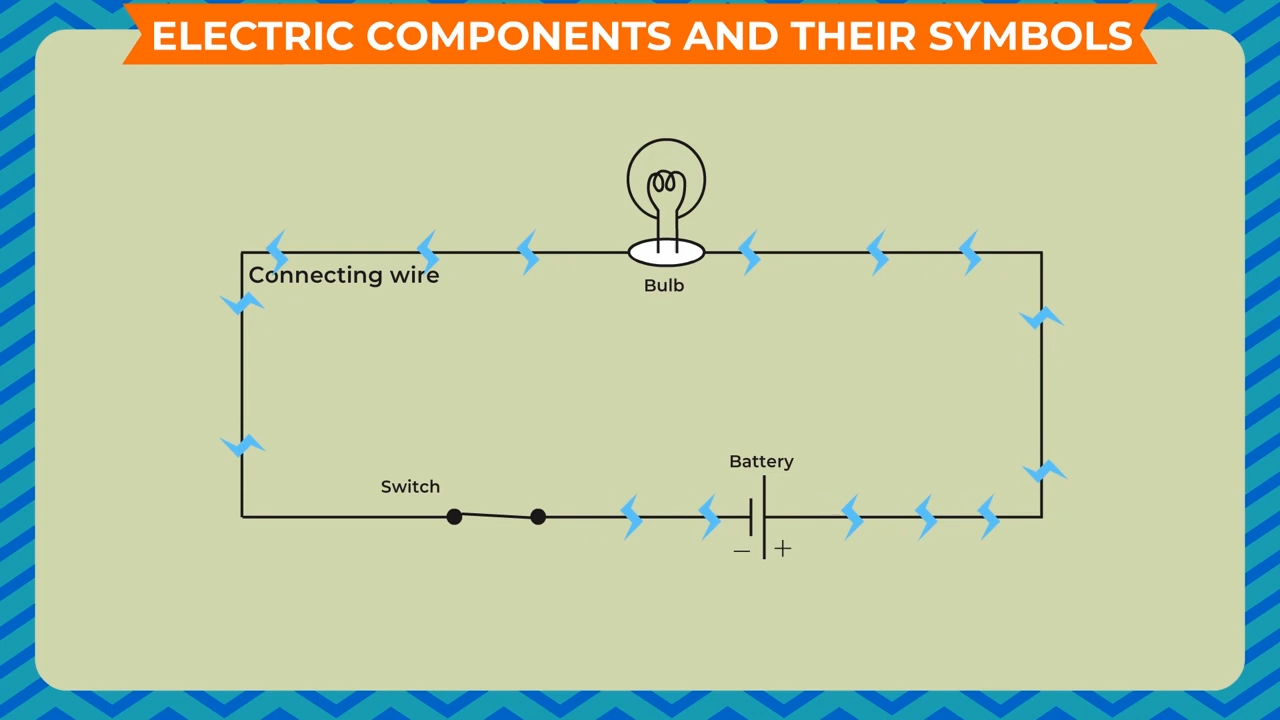 ELECTRIC COMPONENTS AND THEIR SYMBOLS
Connecting wire
Bulb
Battery
Switch
− +